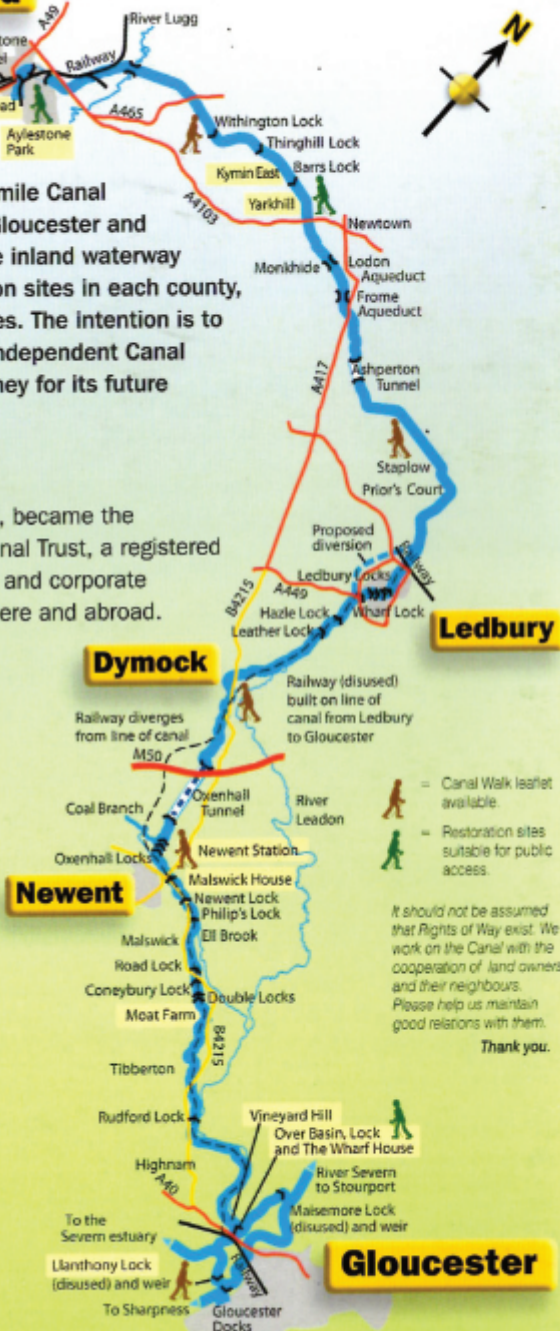 A49
River Lugg
Railway
A465
Aylestone
Park
Withington Lock
Thinghill Lock
Kymin East
Barrs Lock
Yarkhill
A4103
Newtown
mile Canal
Gloucester and
inland waterway
on sites in each county,
es. The intention is to
ndependent Canal
ney for its future
Monkhide
Lodon
Aqueduct
Frome
Aqueduct
Ashperton
Tunnel
A417
Staplow
Prior's Court
, became the
nal Trust, a registered
and corporate
ere and abroad.
Proposed
diversion
Railway
Ledbury Locks
A449
B4215
Hazle Lock
Wharf Lock
Leather Lock
Ledbury
Dymock
Railway (disused)
built on line of
canal from Ledbury
to Gloucester
Railway diverges
from line of canal
M50
Oxenhall
Tunnel
Coal Branch
River
Leadon
= Canal Walk leaflet
available.
= Restoration sites
suitable for public
access.
Oxenhall Locks
Newent Station
Newent
Malswick House
Newent Lock
Philip's Lock
Malswick
Ell Brook
Road Lock
Coneybury Lock
Double Locks
Moat Farm
B4215
It should not be assumed
that Rights of Way exist. We
work on the Canal with the
cooperation of land owners
and their neighbours.
Please help us maintain
good relations with them.
Thank you.
Tibberton
Rudford Lock
Vineyard Hill
Over Basin, Lock
and The Wharf House
Highnam
A40
River Severn
to Stourport
Maisemore Lock
(disused) and weir
To the
Severn estuary
Railway
Llanthony Lock
(disused) and weir
Gloucester
To Sharpness
Gloucester
Docks
N